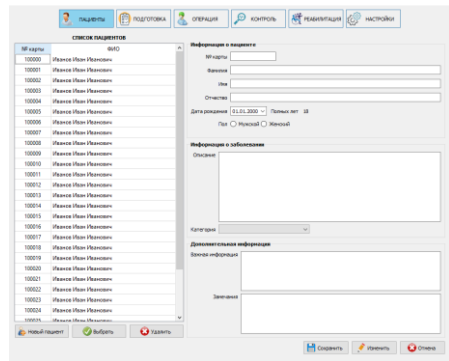 ПАЦИЕНТЫ ПОДГОТОВКА ОПЕРАЦИЯ КОНТРОЛЬ РЕАБИЛИТАЦИЯ НАСТРОЙКИ
СПИСОК ПАЦИЕНТОВ
№ карты ФИО
100000 Иванов Иван Иванович
100001 Иванов Иван Иванович
100002 Иванов Иван Иванович
100003 Иванов Иван Иванович
100004 Иванов Иван Иванович
100005 Иванов Иван Иванович
100006 Иванов Иван Иванович
100007 Иванов Иван Иванович
100008 Иванов Иван Иванович
100009 Иванов Иван Иванович
100010 Иванов Иван Иванович
100011 Иванов Иван Иванович
100012 Иванов Иван Иванович
100013 Иванов Иван Иванович
100014 Иванов Иван Иванович
100015 Иванов Иван Иванович
100016 Иванов Иван Иванович
100017 Иванов Иван Иванович
100018 Иванов Иван Иванович
100019 Иванов Иван Иванович
100020 Иванов Иван Иванович
100021 Иванов Иван Иванович
100022 Иванов Иван Иванович
100023 Иванов Иван Иванович
100024 Иванов Иван Иванович
100025 Иванов Иван Иванович
Новый пациент Выбрать Удалить
Информация о пациенте
№ карты
Фамилия
Имя
Отчество
Дата рождения 01.01.2000 Полных лет 18
Пол Мужской Женский
Информация о заболевании
Описание
Категория
Дополнительная информация
Важная информация
Замечания
Сохранить Изменить Отмена